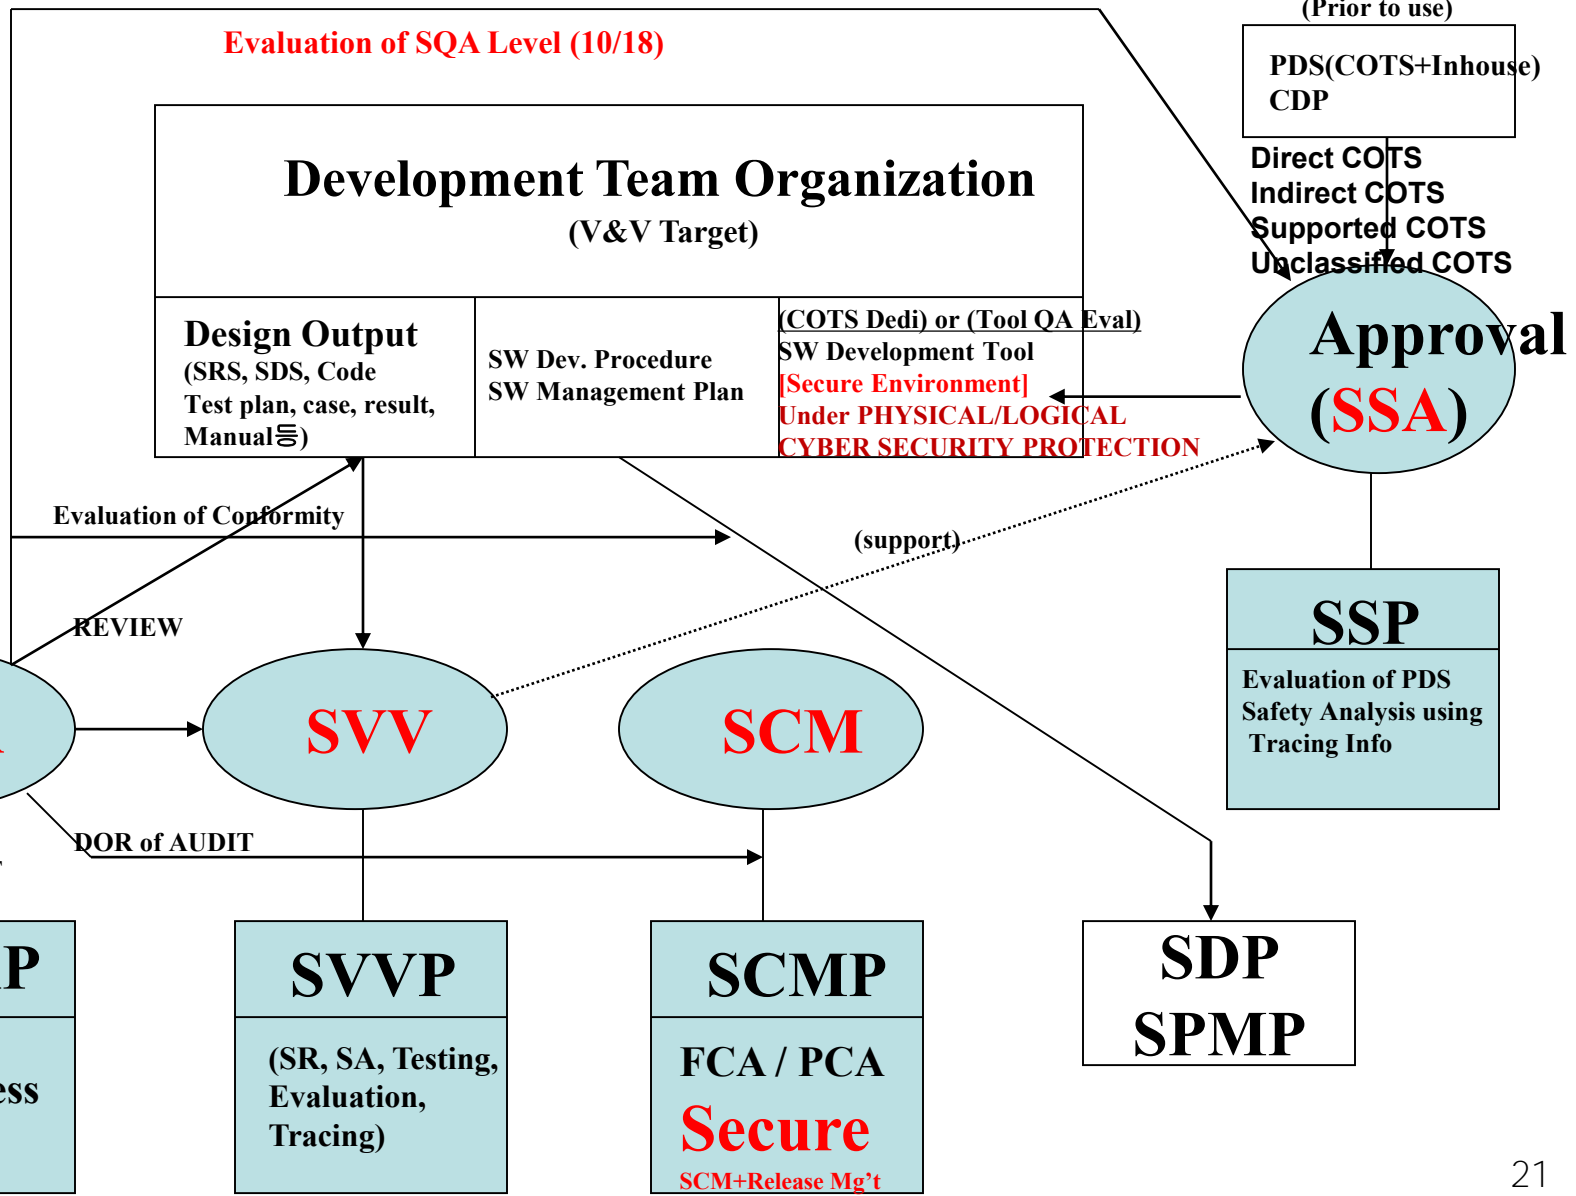 (Prior to use)
Evaluation of SQA Level (10/18)
PDS(COTS+Inhouse)
CDP
Direct COTS
Indirect COTS
Supported COTS
Unclassified COTS
Development Team Organization
(V&V Target)
Design Output
(SRS, SDS, Code
Test plan, case, result,
Manual등)
SW Dev. Procedure
SW Management Plan
(COTS Dedi) or (Tool QA Eval)
SW Development Tool
[Secure Environment]
Under PHYSICAL/LOGICAL
CYBER SECURITY PROTECTION
Approval
(SSA)
Evaluation of Conformity
(support)
REVIEW
SSP
Evaluation of PDS
Safety Analysis using
Tracing Info
SVV
SCM
DOR of AUDIT
P
ess
SVVP
(SR, SA, Testing,
Evaluation,
Tracing)
SCMP
FCA / PCA
Secure
SCM+Release Mg't
SDP
SPMP
21